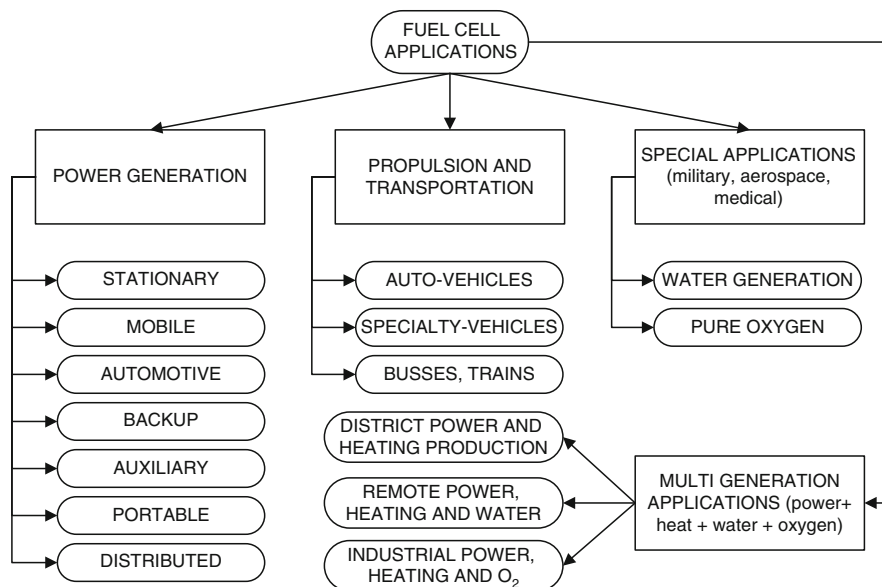 FUEL CELL
APPLICATIONS
POWER GENERATION
STATIONARY
MOBILE
AUTOMOTIVE
BACKUP
AUXILIARY
PORTABLE
DISTRIBUTED
PROPULSION AND
TRANSPORTATION
AUTO-VEHICLES
SPECIALTY-VEHICLES
BUSSES, TRAINS
SPECIAL APPLICATIONS
(military, aerospace,
medical)
WATER GENERATION
PURE OXYGEN
MULTI GENERATION
APPLICATIONS (power+
heat + water + oxygen)
DISTRICT POWER AND
HEATING PRODUCTION
REMOTE POWER,
HEATING AND WATER
INDUSTRIAL POWER,
HEATING AND O₂